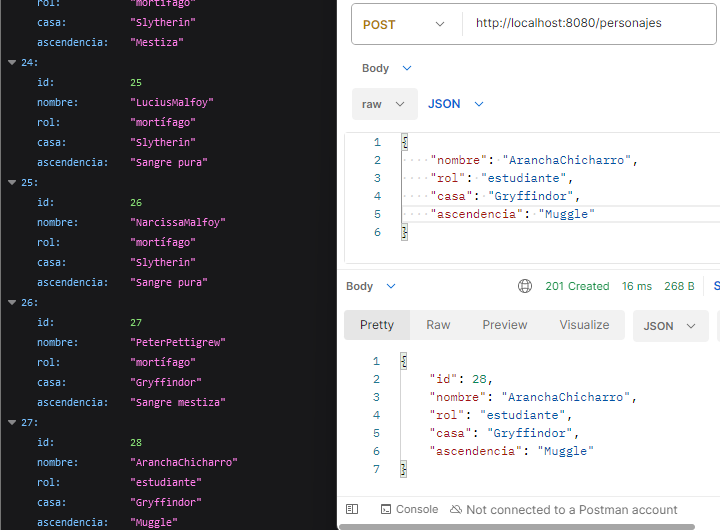 rol: "mortífago"
casa: "Slytherin"
ascendencia: "Mestiza"
24:
id: 25
nombre: "LuciusMalfoy"
rol: "mortífago"
casa: "Slytherin"
ascendencia: "Sangre pura"
25:
id: 26
nombre: "NarcissaMalfoy"
rol: "mortífago"
casa: "Slytherin"
ascendencia: "Sangre pura"
26:
id: 27
nombre: "PeterPettigrew"
rol: "mortífago"
casa: "Gryffindor"
ascendencia: "Sangre mestiza"
27:
id: 28
nombre: "AranchaChicharro"
rol: "estudiante"
casa: "Gryffindor"
ascendencia: "Muggle"
POST http://localhost:8080/personajes
Body
raw JSON
1 {
2 "nombre": "AranchaChicharro",
3 "rol": "estudiante",
4 "casa": "Gryffindor",
5 "ascendencia": "Muggle"
6 }
Body 201 Created 16 ms 268 B S
Pretty Raw Preview Visualize JSON
1 {
2 "id": 28,
3 "nombre": "AranchaChicharro",
4 "rol": "estudiante",
5 "casa": "Gryffindor",
6 "ascendencia": "Muggle"
7 }
Console Not connected to a Postman account